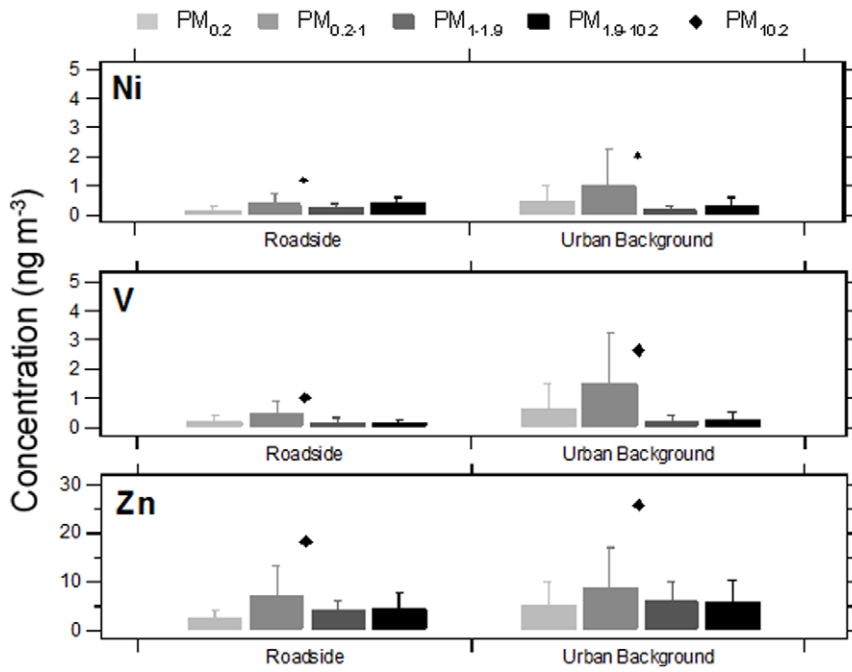 PM0.2 PM0.2-1 PM1-1.9 PM1.9-10.2 PM10.2
Concentration (ng m-3)
Ni
5
4
3
2
1
0
Roadside Urban Background
V
5
4
3
2
1
0
Roadside Urban Background
Zn
30
20
10
0
Roadside Urban Background